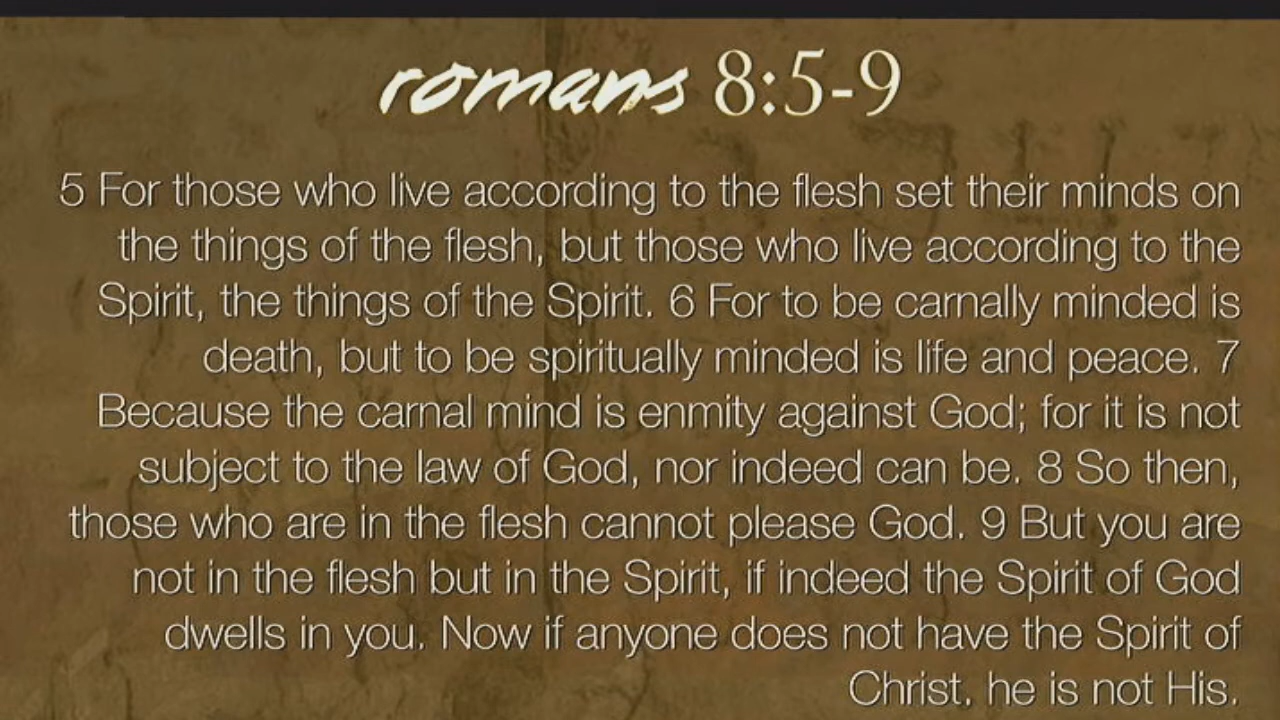 romans 8:5-9
5 For those who live according to the flesh set their minds on
the things of the flesh, but those who live according to the
Spirit, the things of the Spirit. 6 For to be carnally minded is
death, but to be spiritually minded is life and peace. 7
Because the carnal mind is enmity against God; for it is not
subject to the law of God, nor indeed can be. 8 So then,
those who are in the flesh cannot please God. 9 But you are
not in the flesh but in the Spirit, if indeed the Spirit of God
dwells in you. Now if anyone does not have the Spirit of
Christ, he is not His.